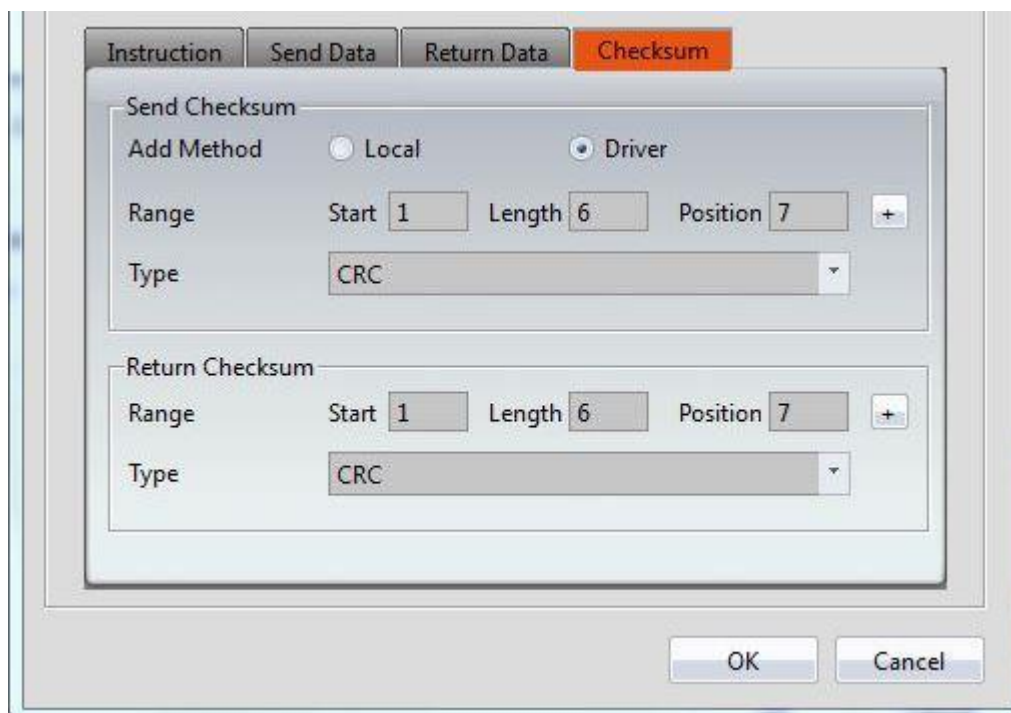 Instruction Send Data Return Data Checksum
Send Checksum
Add Method Local Driver
Range Start 1 Length 6 Position 7 +
Type CRC
Return Checksum
Range Start 1 Length 6 Position 7 +
Type CRC
OK Cancel